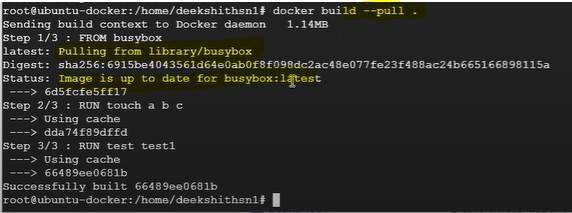 root@ubuntu-docker:/home/deekshithsn1# docker build --pull .
Sending build context to Docker daemon   1.14MB
Step 1/3 : FROM busybox
latest: Pulling from library/busybox
Digest: sha256:6915be4043561d64e0ab0f8f098dc2ac48e077fe23f488ac24b665166898115a
Status: Image is up to date for busybox:latest
 ---> 6d5fcfe5ff17
Step 2/3 : RUN touch a b c
 ---> Using cache
 ---> dda74f89dffd
Step 3/3 : RUN test test1
 ---> Using cache
 ---> 66489ee0681b
Successfully built 66489ee0681b
root@ubuntu-docker:/home/deekshithsn1#